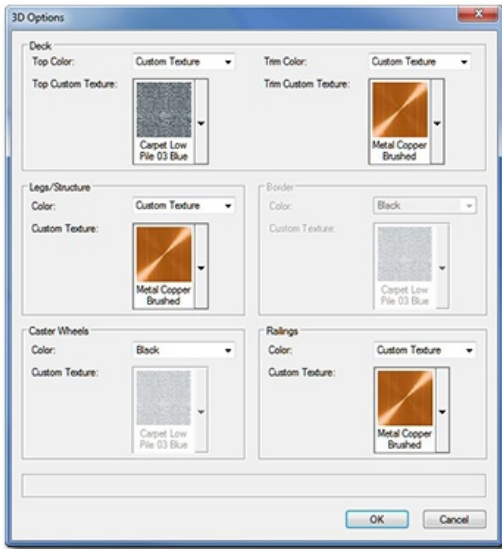 3D Options
Deck
Top Color: Custom Texture Trim Color: Custom Texture
Top Custom Texture: Trim Custom Texture:
Carpet Low Metal Copper
Pile 03 Blue Brushed
Legs/Structure Border
Color: Custom Texture Color: Black
Custom Texture: Custom Texture:
Metal Copper Carpet Low
Brushed Pile 03 Blue
Caster Wheels Railings
Color: Black Color: Custom Texture
Custom Texture: Custom Texture:
Carpet Low Metal Copper
Pile 03 Blue Brushed
OK Cancel